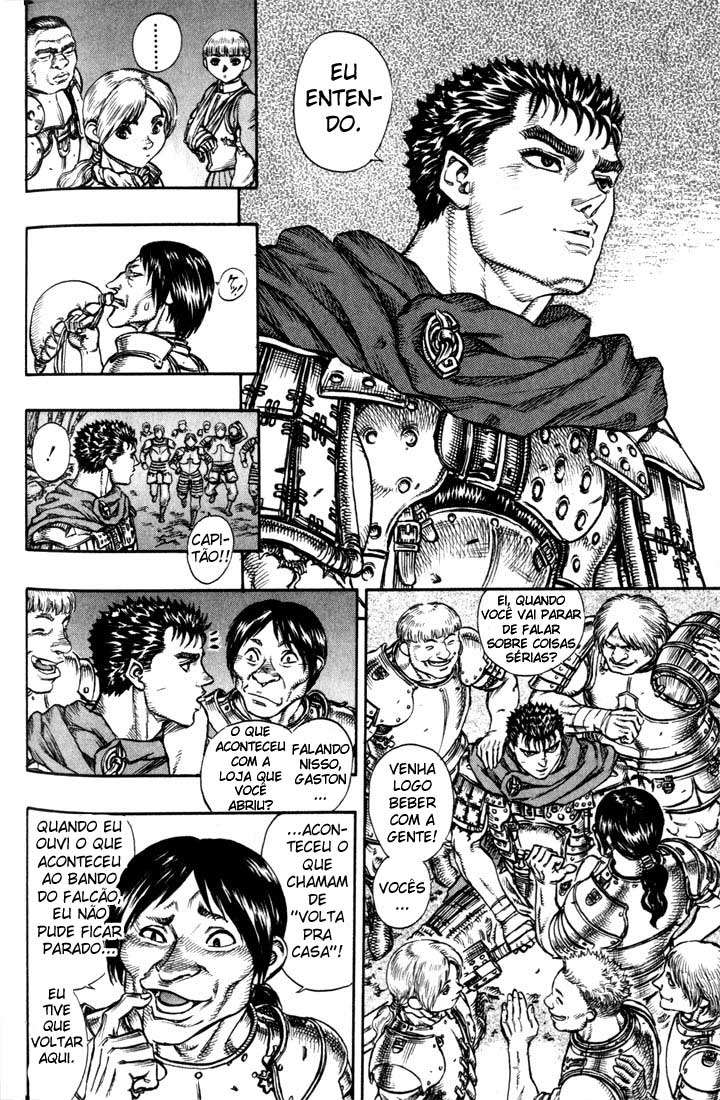 EU
ENTEN-
DO.
........
!
CAPI-
TÃO!!
EI, QUANDO
VOCÊ VAI PARAR
DE FALAR
SOBRE COISAS
SÉRIAS?
VENHA
LOGO
BEBER
COM A
GENTE!
VOCÊS
...
FALANDO
NISSO,
GASTON
...
O QUE
ACONTECEU
COM A
LOJA QUE
VOCÊ
ABRIU?
...ACON-
TECEU O
QUE
CHAMAM
DE
"VOLTA
PRA
CASA"!
QUANDO EU
OUVI O QUE
ACONTECEU
AO BANDO
DO FALCÃO,
EU NÃO
PUDE FICAR
PARADO...
EU
TIVE
QUE
VOLTAR
AQUI.